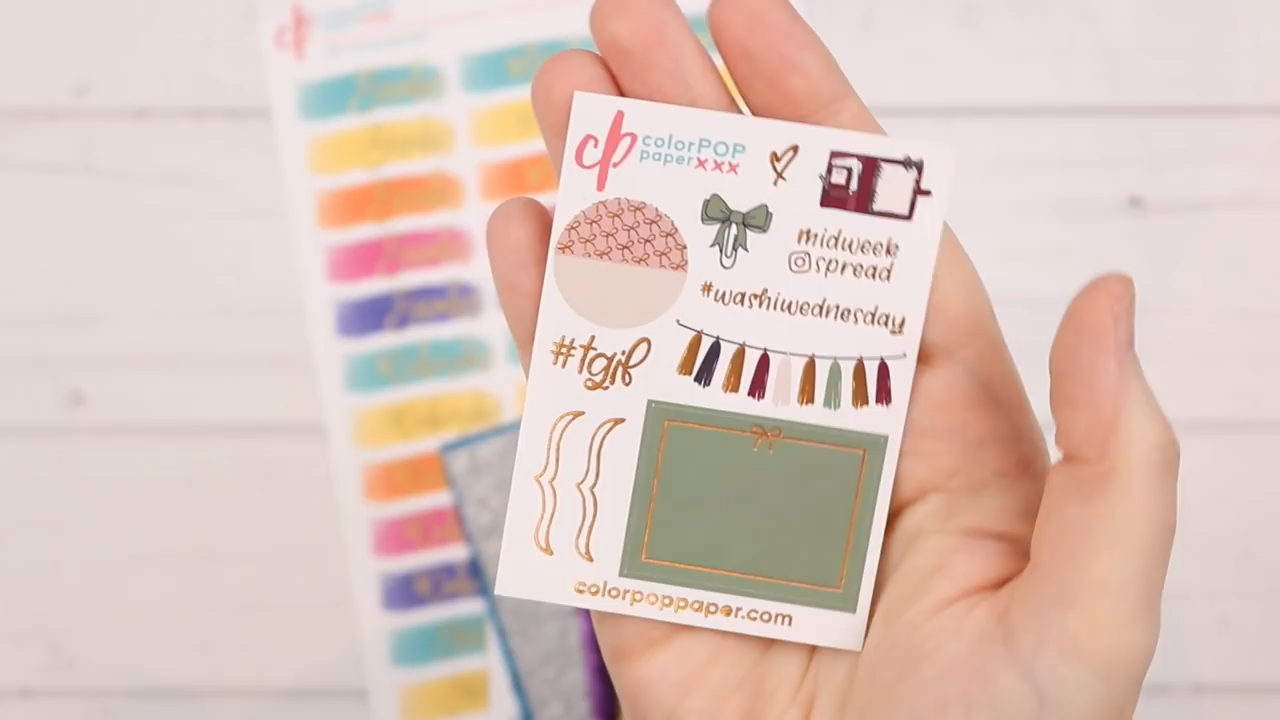 cp
colorPOP
paperxxx
midweek
spread
#washiwednesday
#tgif
colorpoppaper.com